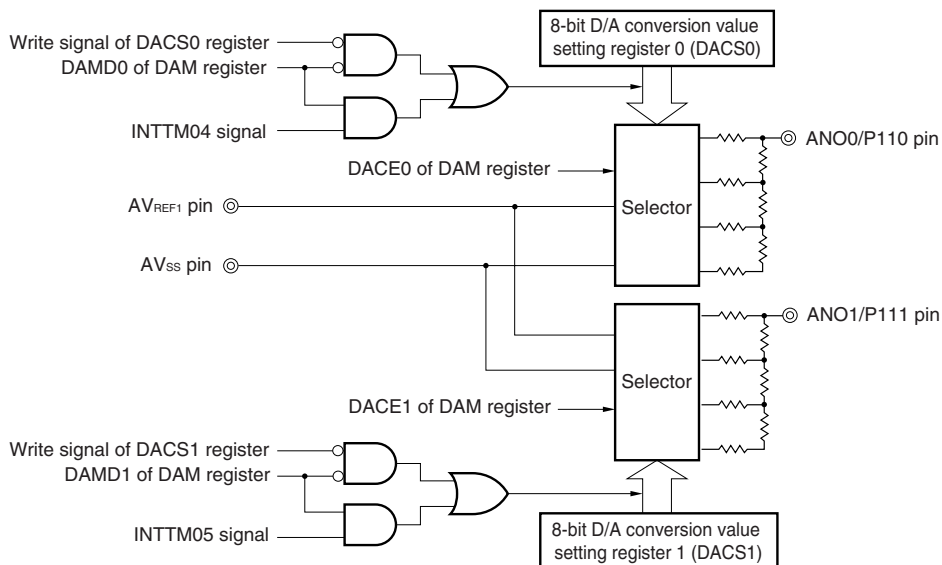 8-bit D/A conversion value
setting register 0 (DACS0)
Write signal of DACS0 register
DAMD0 of DAM register
INTTM04 signal
ANO0/P110 pin
DACE0 of DAM register
AVREF1 pin
Selector
AVSS pin
ANO1/P111 pin
Selector
DACE1 of DAM register
Write signal of DACS1 register
DAMD1 of DAM register
INTTM05 signal
8-bit D/A conversion value
setting register 1 (DACS1)